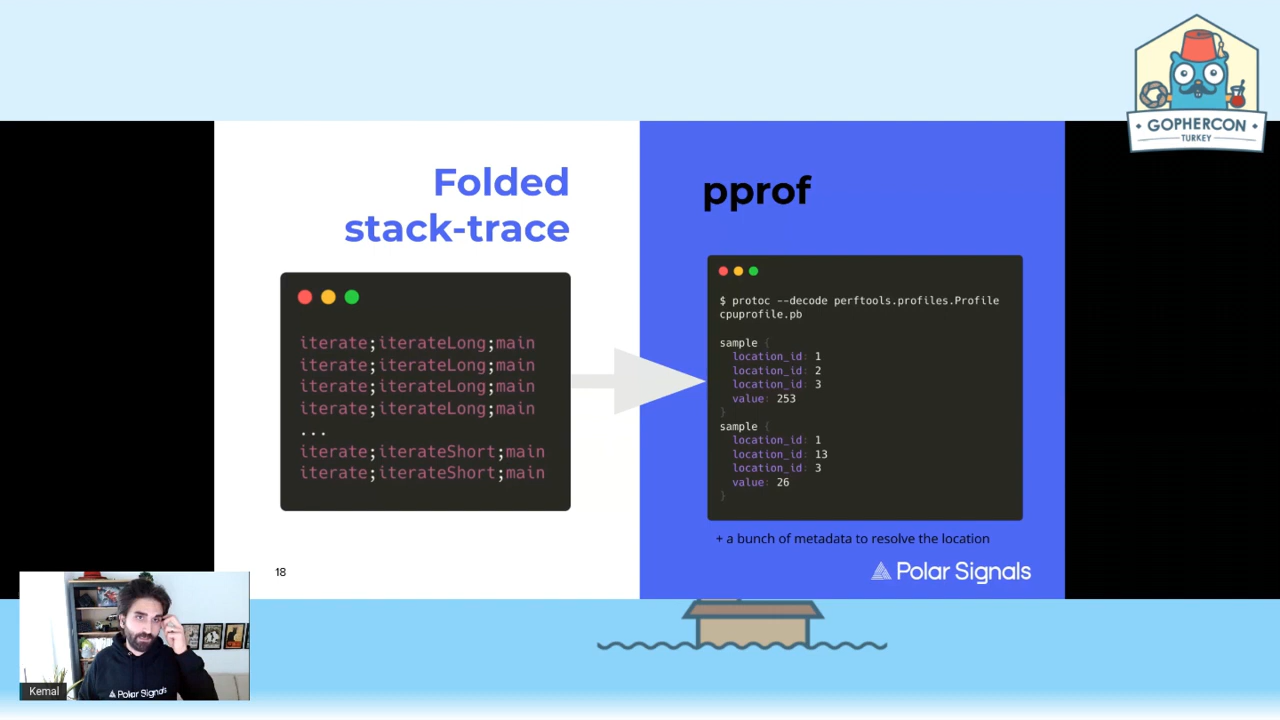 GOPHERCON
TURKEY
Folded
stack-trace
iterate;iterateLong;main
iterate;iterateLong;main
iterate;iterateLong;main
iterate;iterateLong;main
...
iterate;iterateShort;main
iterate;iterateShort;main
18
pprof
$ protoc --decode perftools.profiles.Profile
cpuprofile.pb
sample {
location_id: 1
location_id: 2
location_id: 3
value: 253
}
sample {
location_id: 1
location_id: 13
location_id: 3
value: 26
}
+ a bunch of metadata to resolve the location
Polar Signals
Polar Signals
Kemal